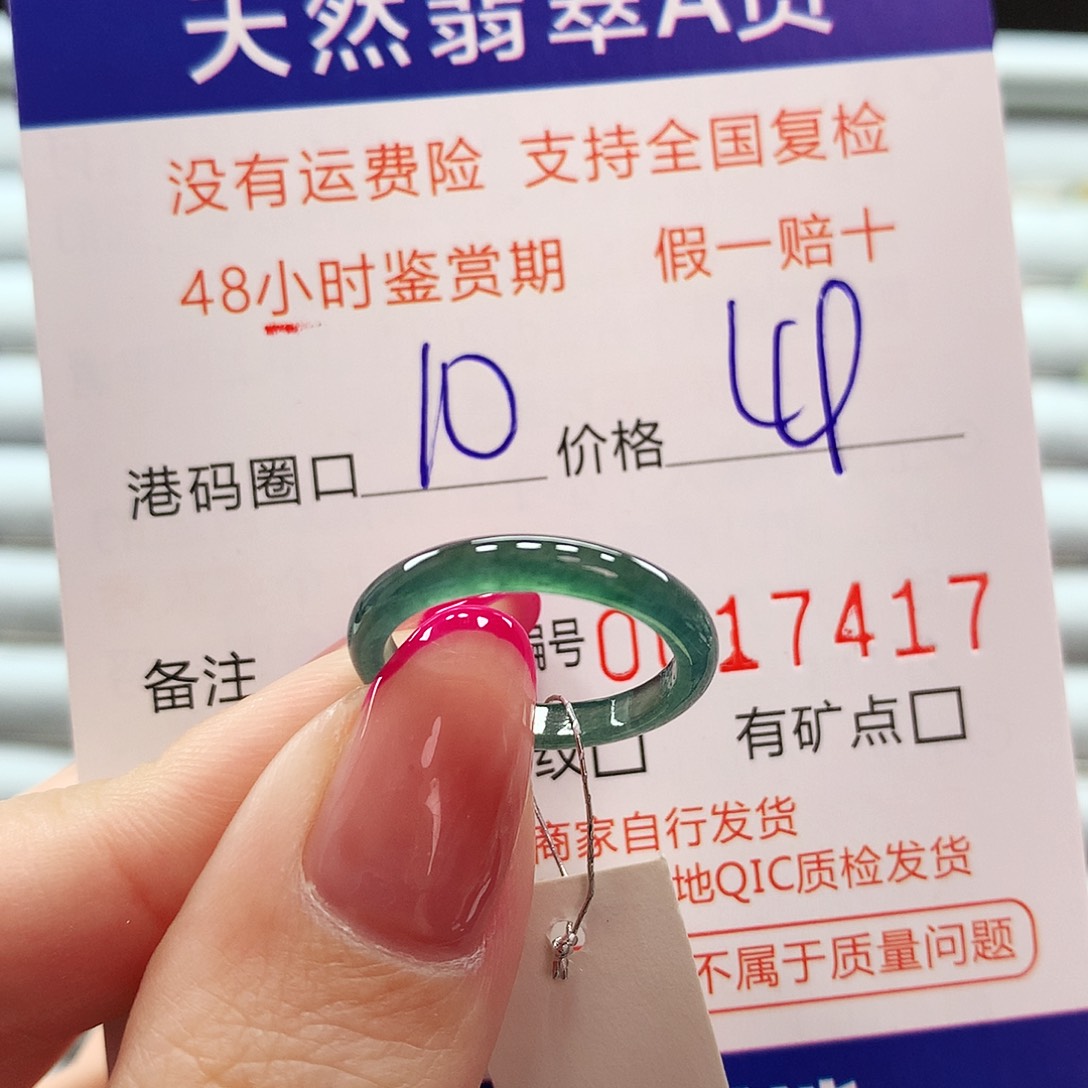 天然翡翠A货
没有运费险 支持全国复检
48小时鉴赏期 假一赔十
港码圈口 10 价格
备注 编号 0 17417
纹□ 有矿点□
商家自行发货
地QIC质检发货
不属于质量问题